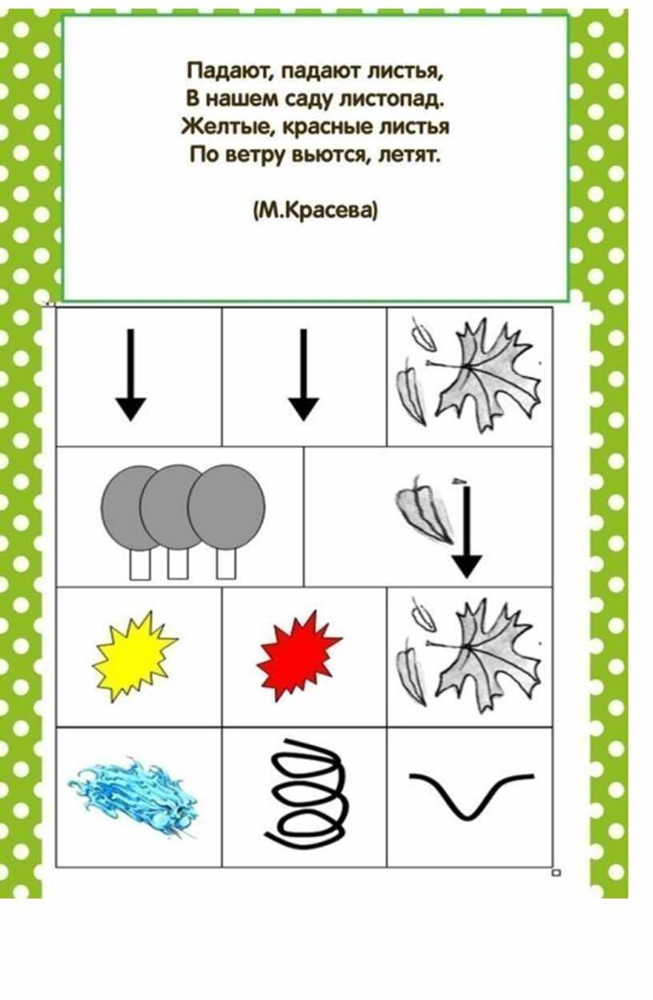 Падают, падают листья,
В нашем саду листопад.
Желтые, красные листья
По ветру вьются, летят.
(М.Красева)